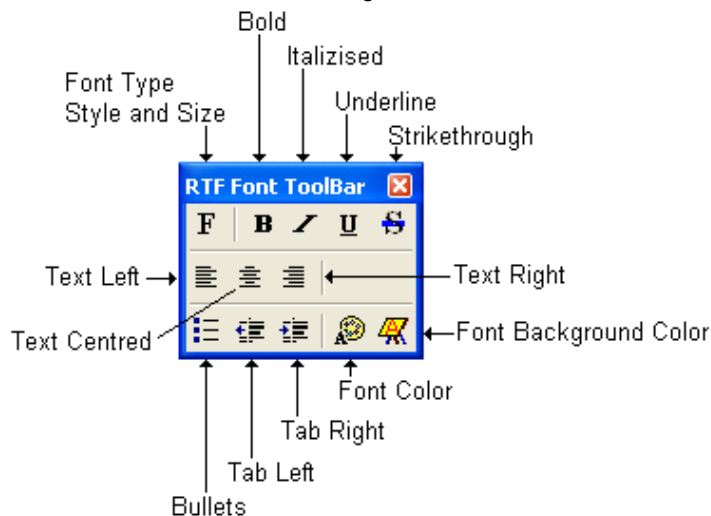 Bold
Italizised
Font Type
Style and Size
Underline
Strikethrough
RTF Font ToolBar
F B I U S
Text Left
Text Right
Text Centred
Font Background Color
Font Color
Tab Right
Tab Left
Bullets